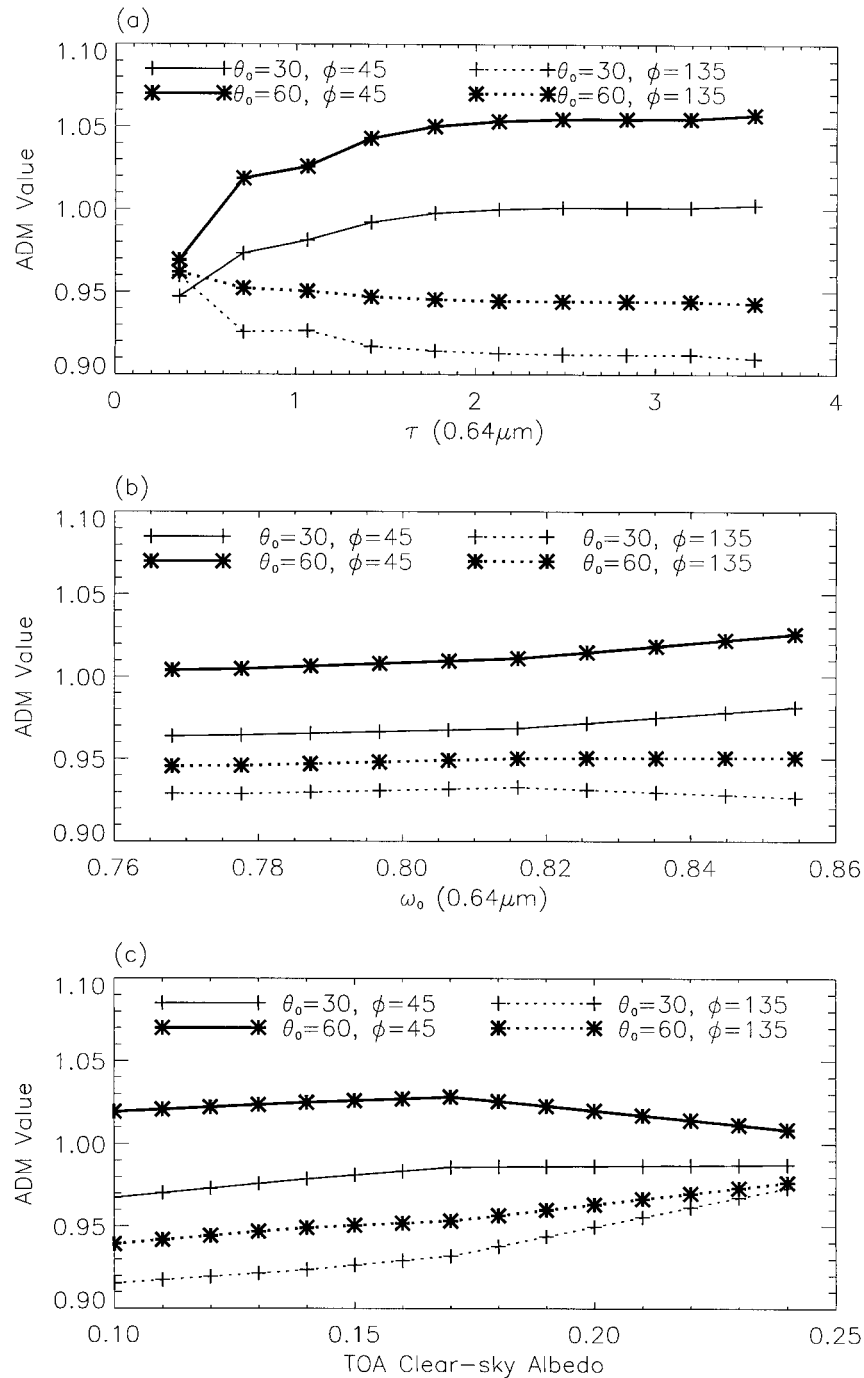 (a)
1.10
1.05
1.00
0.95
0.90
ADM Value
θ₀=30, ϕ=45
θ₀=60, ϕ=45
θ₀=30, ϕ=135
θ₀=60, ϕ=135
0 1 2 3 4
τ (0.64μm)
(b)
1.10
1.05
1.00
0.95
0.90
ADM Value
θ₀=30, ϕ=45
θ₀=60, ϕ=45
θ₀=30, ϕ=135
θ₀=60, ϕ=135
0.76 0.78 0.80 0.82 0.84 0.86
ω₀ (0.64μm)
(c)
1.10
1.05
1.00
0.95
0.90
ADM Value
θ₀=30, ϕ=45
θ₀=60, ϕ=45
θ₀=30, ϕ=135
θ₀=60, ϕ=135
0.10 0.15 0.20 0.25
TOA Clear-sky Albedo